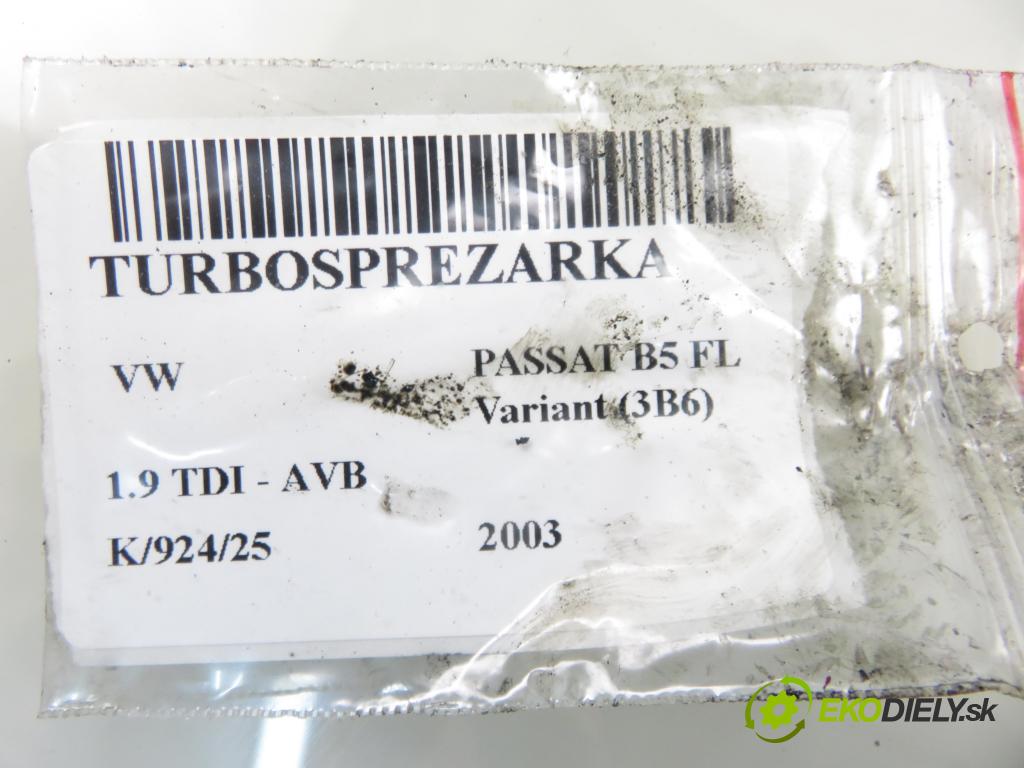 TURBOSPREZARKA
VW
PASSAT B5 FL
Variant (3B6)
1.9 TDI - AVB
K/924/25
2003
EKODIELY.sk